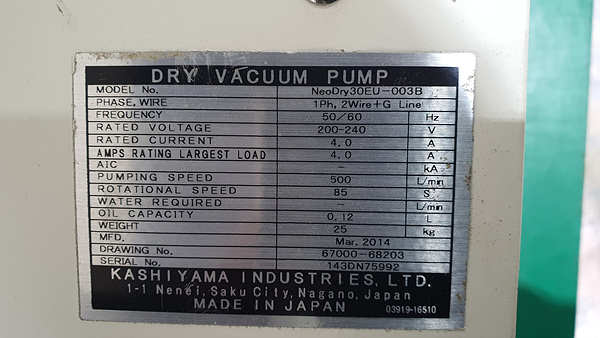 DRY VACUUM PUMP
MODEL No. NeoDry30EU-003B
PHASE, WIRE 1Ph, 2Wire+G Line
FREQUENCY 50/60 Hz
RATED VOLTAGE 200-240 V
RATED CURRENT 4.0 A
AMPS RATING LARGEST LOAD 4.0 A
AIC - kA
PUMPING SPEED 500 L/min
ROTATIONAL SPEED 85 S⁻¹
WATER REQUIRED - L/min
OIL CAPACITY 0.12 L
WEIGHT 25 kg
MFD. Mar. 2014
DRAWING No. 67000-68203
SERIAL No. 143DN75992
KASHIYAMA INDUSTRIES, LTD.
1-1 Nenei, Saku City, Nagano, Japan
MADE IN JAPAN 03919-16510